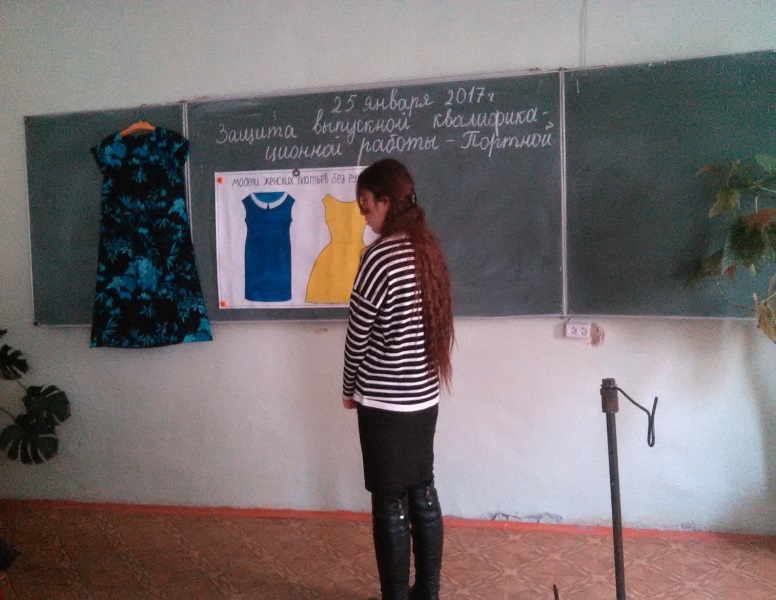 25 января 2017г
Защита выпускной квалифика-
ционной работы - Портной
модели женских платьев без